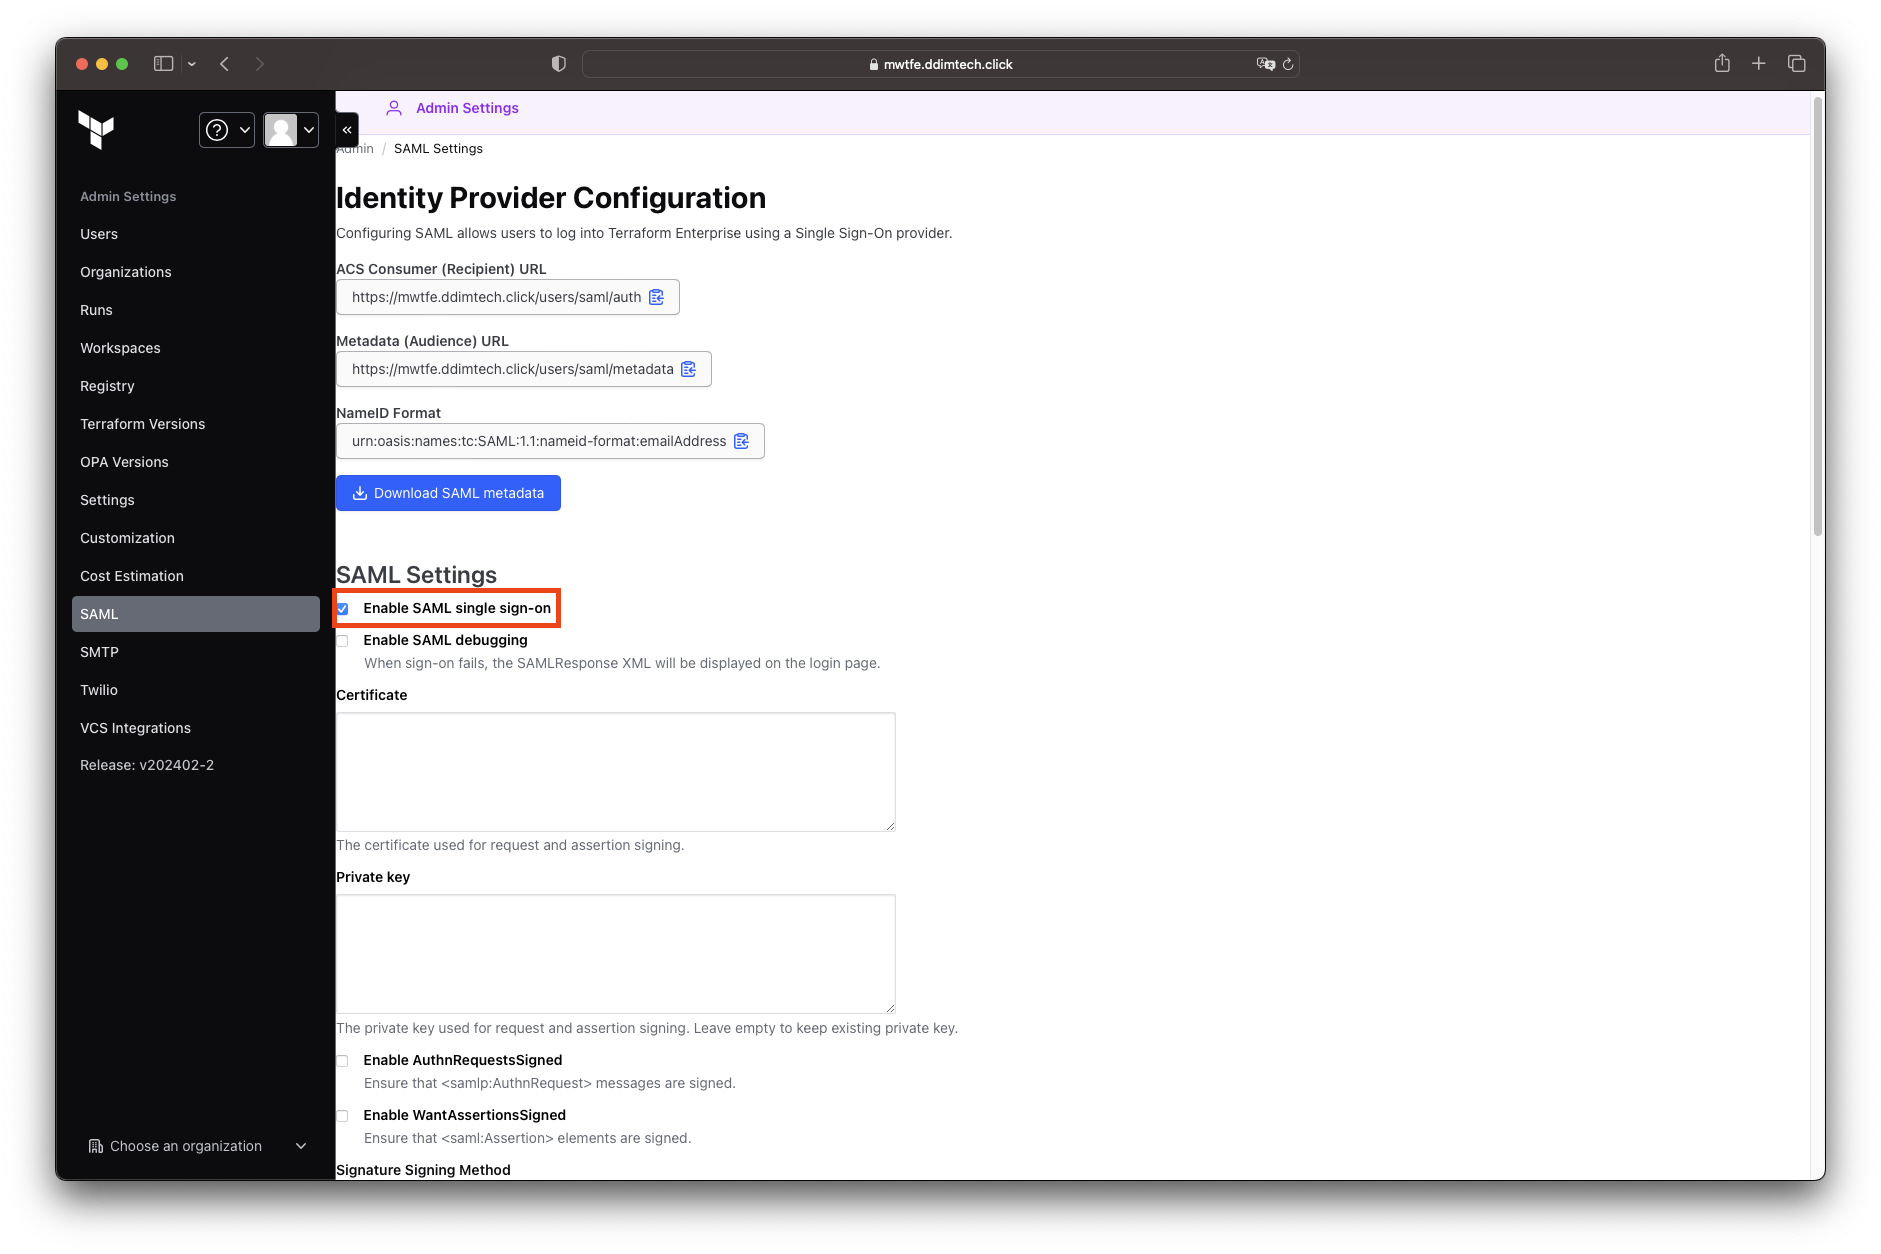 mwtfe.ddimtech.click
Admin Settings
Admin / SAML Settings
Admin Settings
Users
Organizations
Runs
Workspaces
Registry
Terraform Versions
OPA Versions
Settings
Customization
Cost Estimation
SAML
SMTP
Twilio
VCS Integrations
Release: v202402-2
Choose an organization
Identity Provider Configuration
Configuring SAML allows users to log into Terraform Enterprise using a Single Sign-On provider.
ACS Consumer (Recipient) URL
https://mwtfe.ddimtech.click/users/saml/auth
Metadata (Audience) URL
https://mwtfe.ddimtech.click/users/saml/metadata
NameID Format
urn:oasis:names:tc:SAML:1.1:nameid-format:emailAddress
Download SAML metadata
SAML Settings
Enable SAML single sign-on
Enable SAML debugging
When sign-on fails, the SAMLResponse XML will be displayed on the login page.
Certificate
The certificate used for request and assertion signing.
Private key
The private key used for request and assertion signing. Leave empty to keep existing private key.
Enable AuthnRequestsSigned
Ensure that <samlp:AuthnRequest> messages are signed.
Enable WantAssertionsSigned
Ensure that <saml:Assertion> elements are signed.
Signature Signing Method